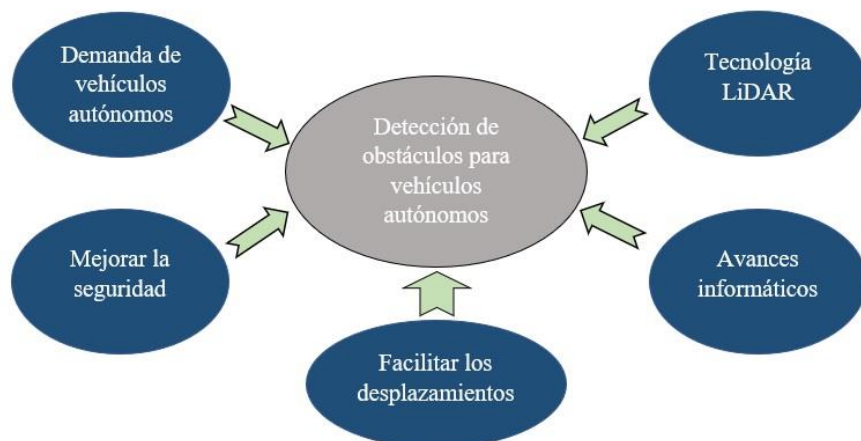 Demanda de
vehículos
autónomos
Tecnología
LiDAR
Detección de
obstáculos para
vehículos
autónomos
Mejorar la
seguridad
Avances
informáticos
Facilitar los
desplazamientos